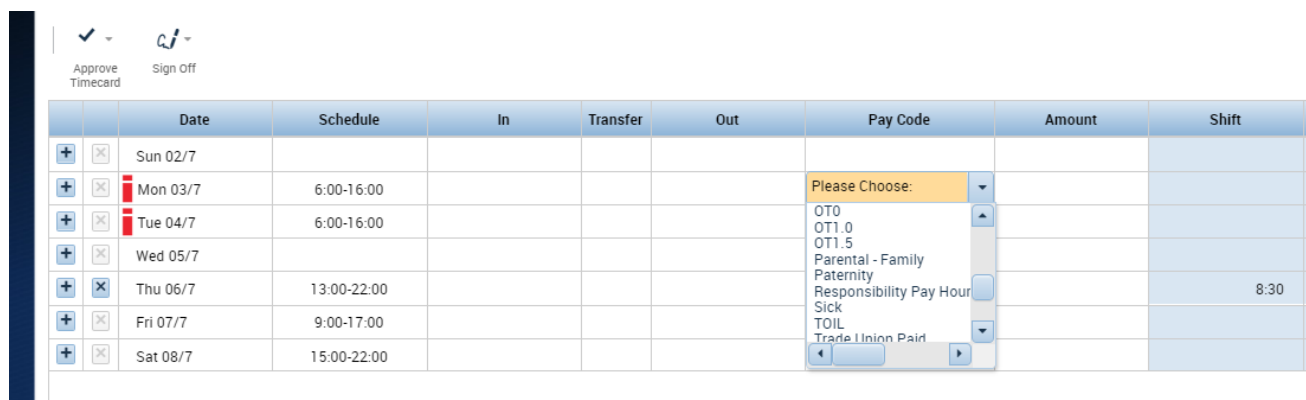 Approve Timecard
Sign Off
Date Schedule In Transfer Out Pay Code Amount Shift
Sun 02/7
Mon 03/7 6:00-16:00 Please Choose:
Tue 04/7 6:00-16:00
Wed 05/7
Thu 06/7 13:00-22:00 8:30
Fri 07/7 9:00-17:00
Sat 08/7 15:00-22:00
OT0
OT1.0
OT1.5
Parental - Family
Paternity
Responsibility Pay Hour
Sick
TOIL
Trade Union Paid